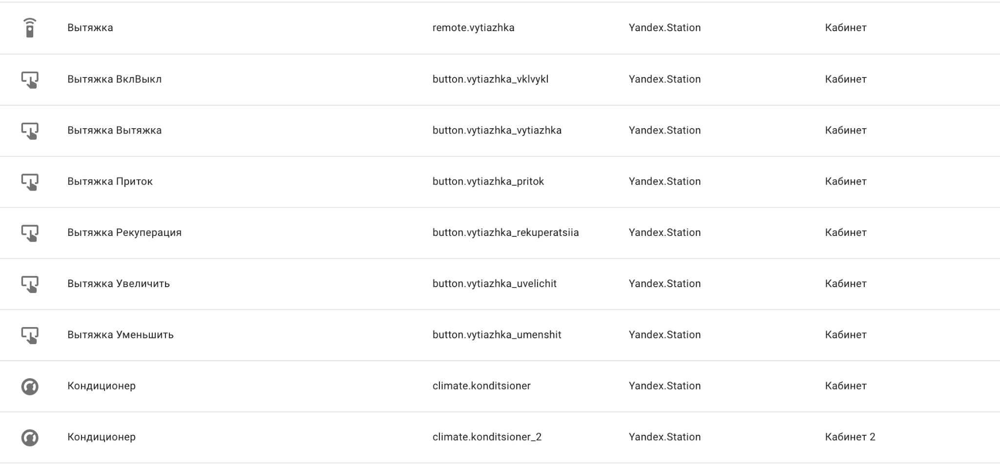 Вытяжка remote.vytiazhka Yandex.Station Кабинет
Вытяжка ВклВыкл button.vytiazhka_vklvykl Yandex.Station Кабинет
Вытяжка Вытяжка button.vytiazhka_vytiazhka Yandex.Station Кабинет
Вытяжка Приток button.vytiazhka_pritok Yandex.Station Кабинет
Вытяжка Рекуперация button.vytiazhka_rekuperatsiia Yandex.Station Кабинет
Вытяжка Увеличить button.vytiazhka_uvelichit Yandex.Station Кабинет
Вытяжка Уменьшить button.vytiazhka_umenshit Yandex.Station Кабинет
Кондиционер climate.konditsioner Yandex.Station Кабинет
Кондиционер climate.konditsioner_2 Yandex.Station Кабинет 2